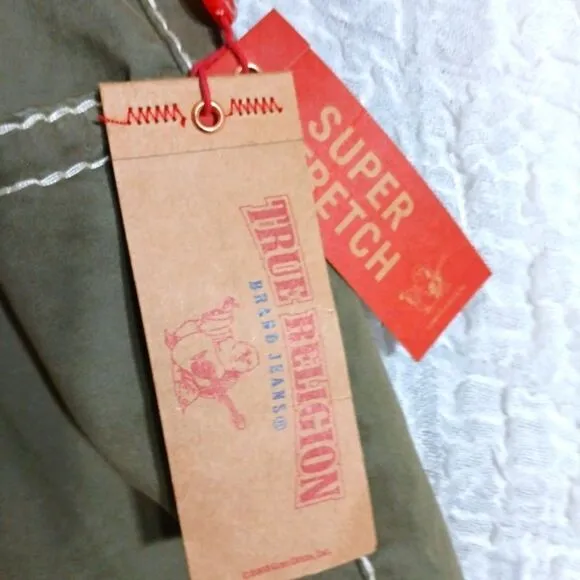 TRUE RELIGION
BRAND JEANS®
SUPER
STRETCH